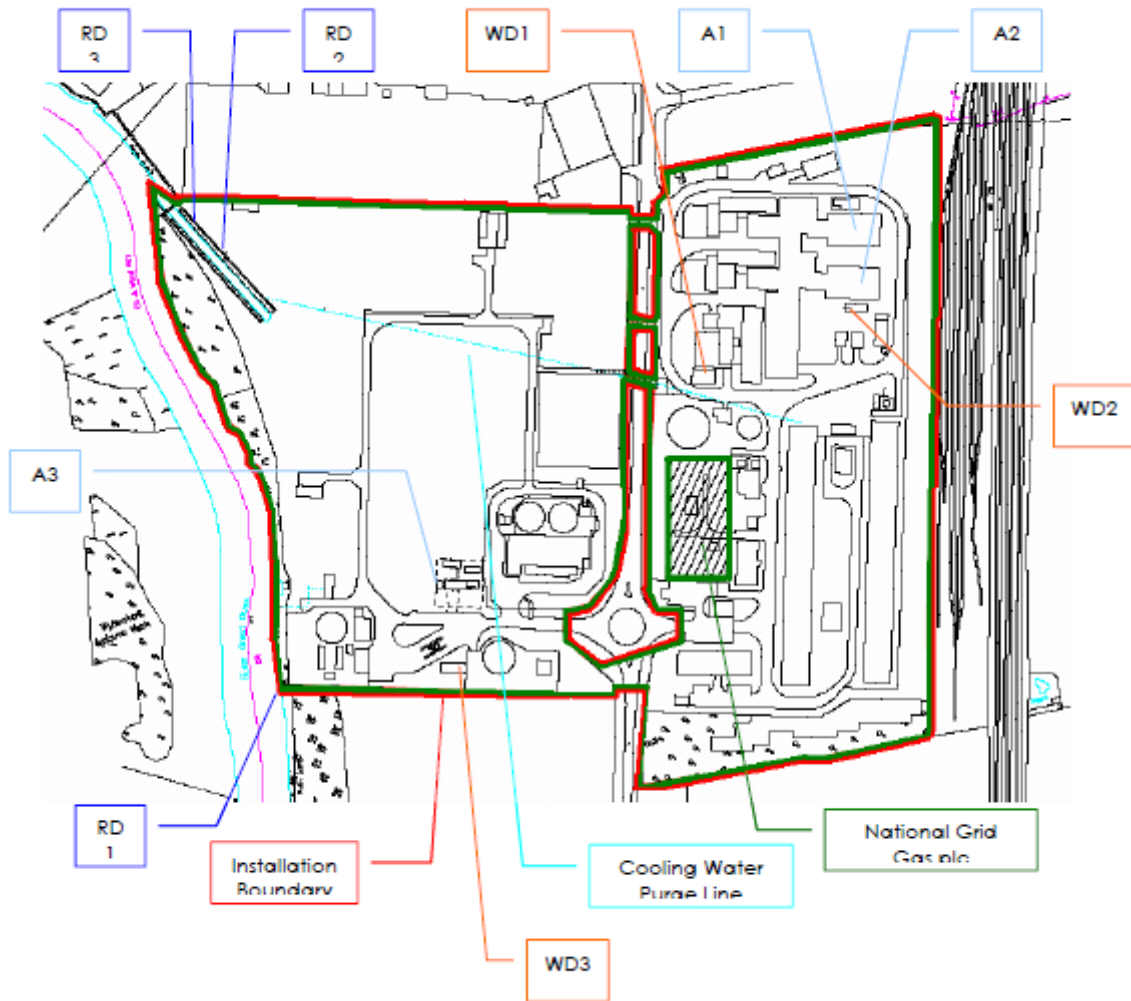 RD
3
RD
2
WD1
A1
A2
WD2
A3
RD
1
Installation
Boundary
Cooling Water
Purge Line
National Grid
Gas plc
WD3